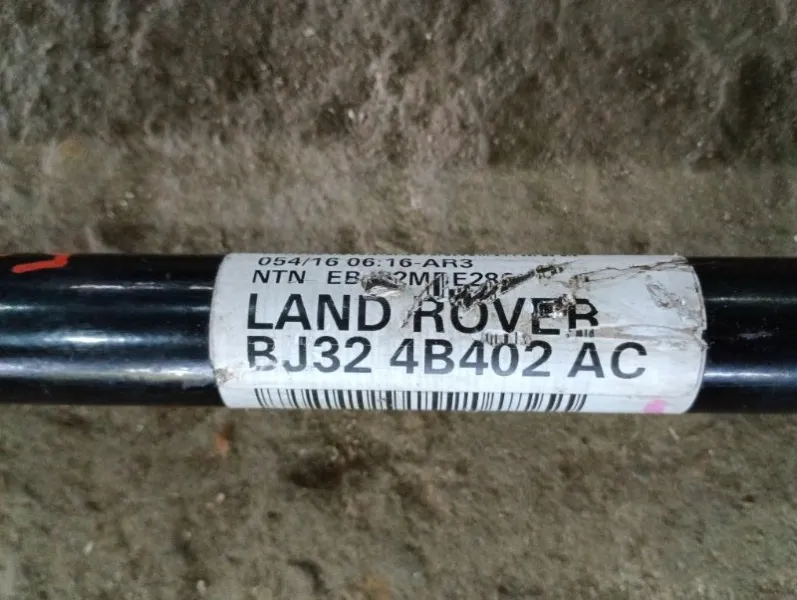 054/16 06:16-AR3
NTN
LAND ROVER
BJ32 4B402 AC